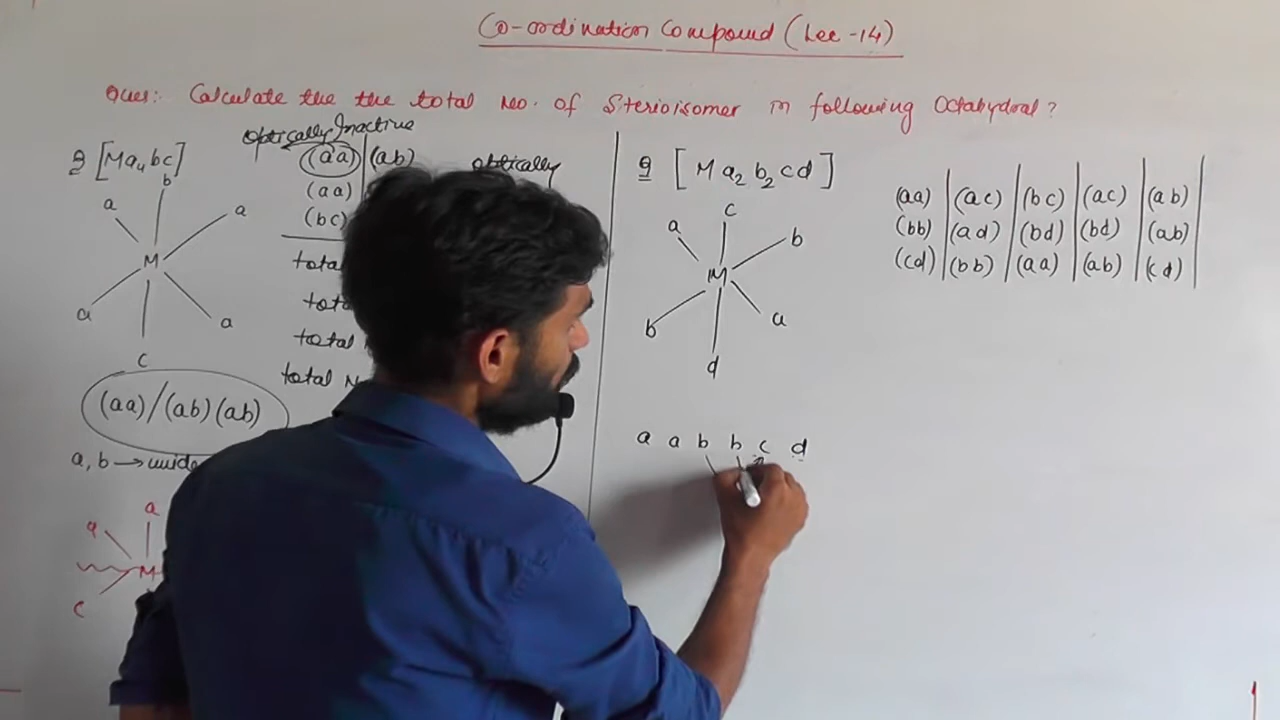 Co-ordination Compound (Lec-14)
Ques:- Calculate the the total No. of Sterioisomer in following Octahydral?
Q [Ma4bc]
optically Inactive
(aa) (ab)
(aa)
(bc)
optically
b
a
a
M
a
a
C
total
total
total
total N
(aa)/(ab)(ab)
a, b → unide
a
a
M
C
Q [Ma2b2cd]
C
a
b
M
b
a
d
(aa) (ac) (bc) (ac) (ab)
(bb) (ad) (bd) (bd) (ab)
(cd) (bb) (aa) (ab) (cd)
a a b b c d